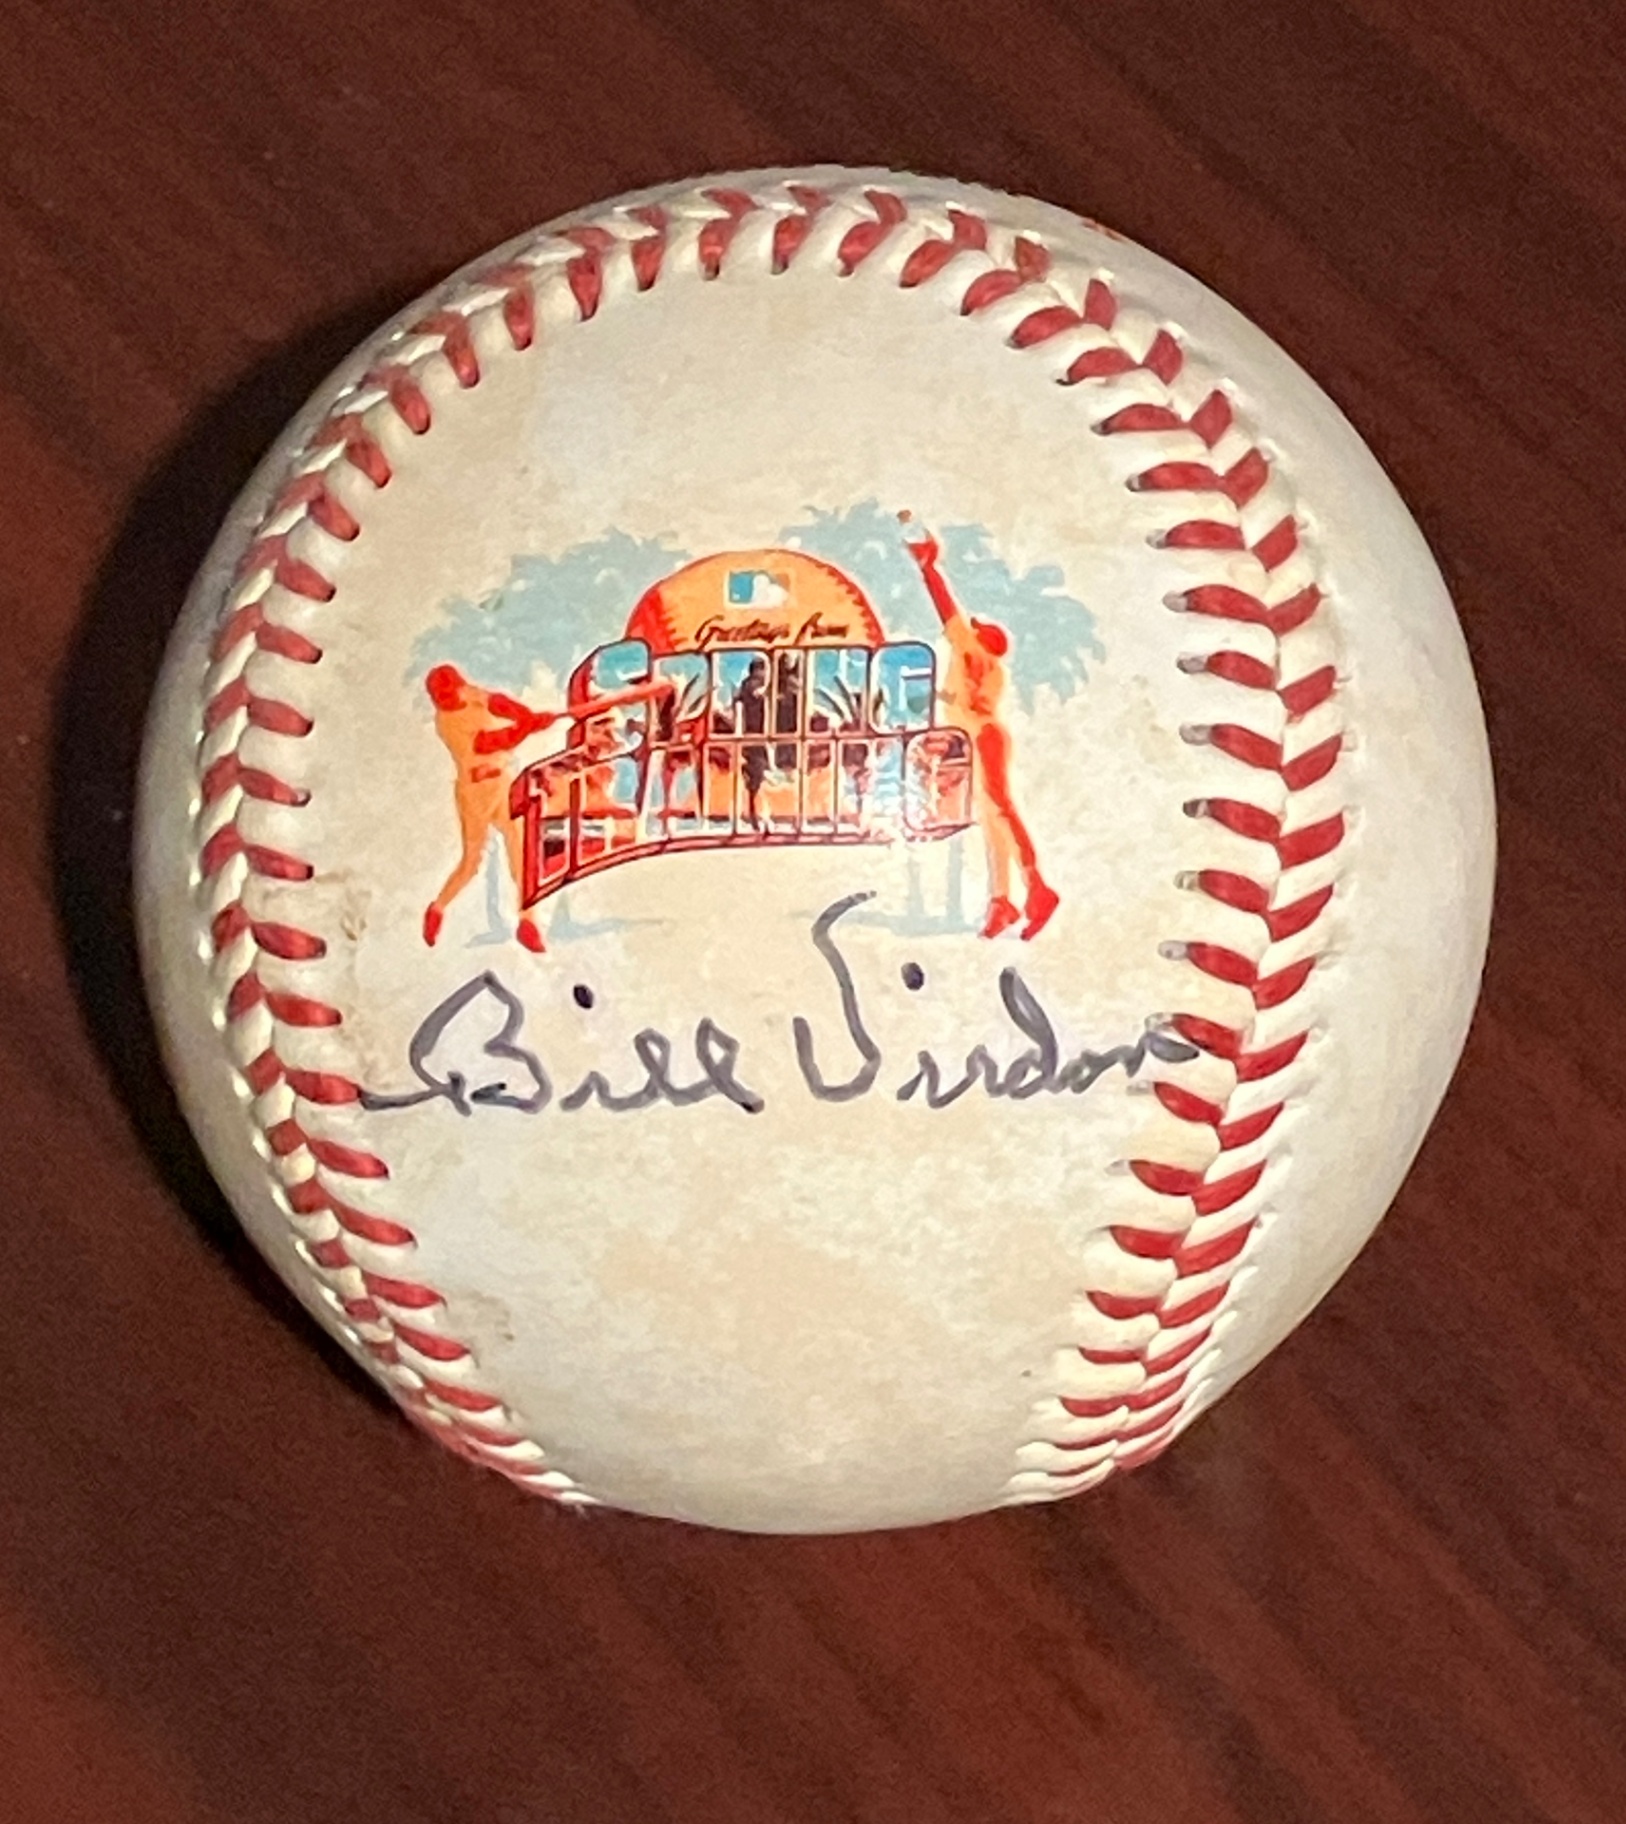 Greetings from
SPRING
TRAINING
Bill Virdon